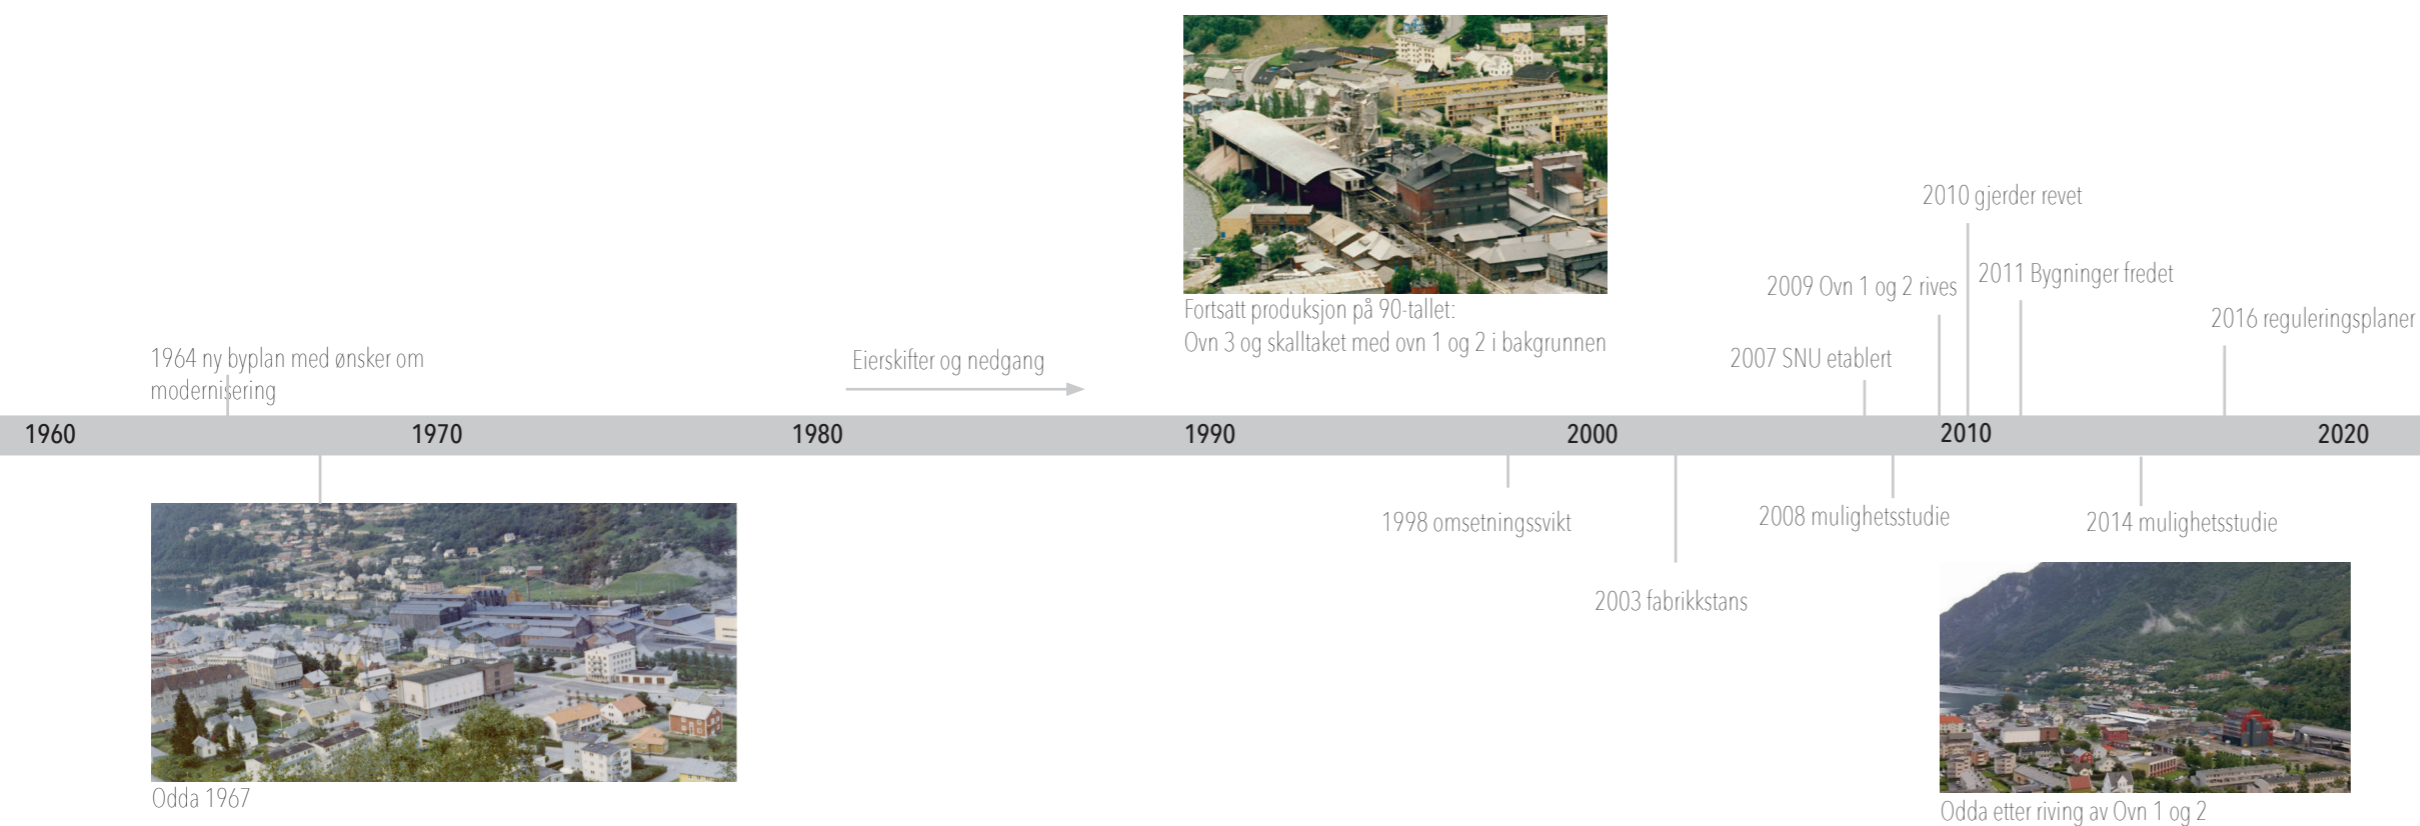 2010 gjerder revet
2009 Ovn 1 og 2 rives
2011 Bygninger fredet
Fortsatt produksjon på 90-tallet:
Ovn 3 og skalltaket med ovn 1 og 2 i bakgrunnen
2016 reguleringsplaner
1964 ny byplan med ønsker om
modernisering
Eierskifter og nedgang
2007 SNU etablert
1960
1970
1980
1990
2000
2010
2020
1998 omsetningssvikt
2008 mulighetsstudie
2014 mulighetsstudie
2003 fabrikkstans
Odda 1967
Odda etter riving av Ovn 1 og 2